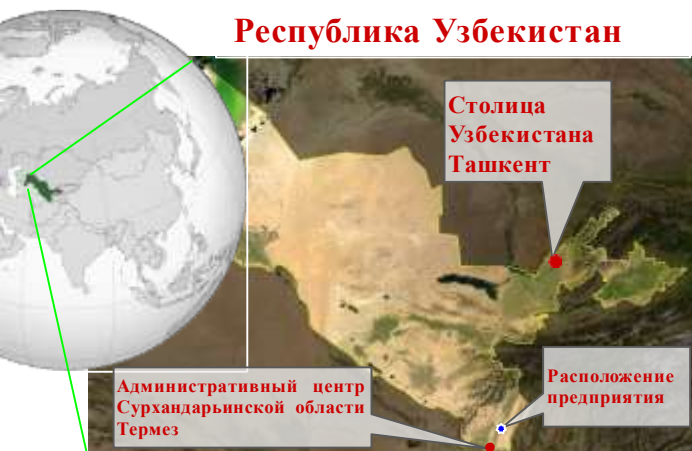 Республика Узбекистан
Столица
Узбекистана
Ташкент
Административный центр
Сурхандарьинской области
Термез
Расположение
предприятия